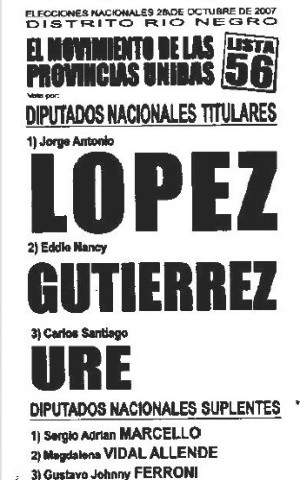 ELECCIONES NACIONALES 28 DE OCTUBRE DE 2007
DISTRITO RIO NEGRO
EL MOVIMIENTO DE LAS
PROVINCIAS UNIDAS
LISTA
56
Voto por:
DIPUTADOS NACIONALES TITULARES
1) Jorge Antonio
LOPEZ
2) Eddie Nancy
GUTIERREZ
3) Carlos Santiago
URE
DIPUTADOS NACIONALES SUPLENTES
1) Sergio Adrian MARCELLO
2) Magdalena VIDAL ALLENDE
3) Gustavo Johnny FERRONI